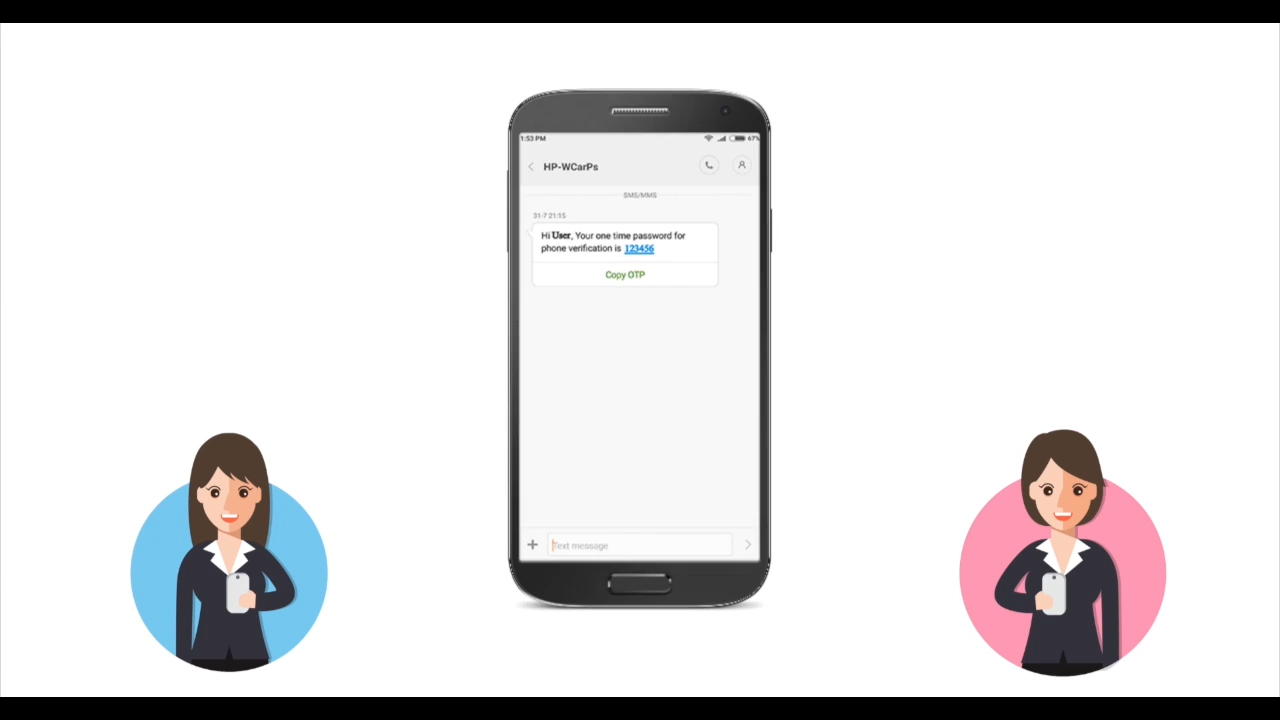 1:53 PM 67%
HP-WCarPs
SMS/MMS
31-7 21:15
Hi User, Your one time password for
phone verification is 123456
Copy OTP
Text message